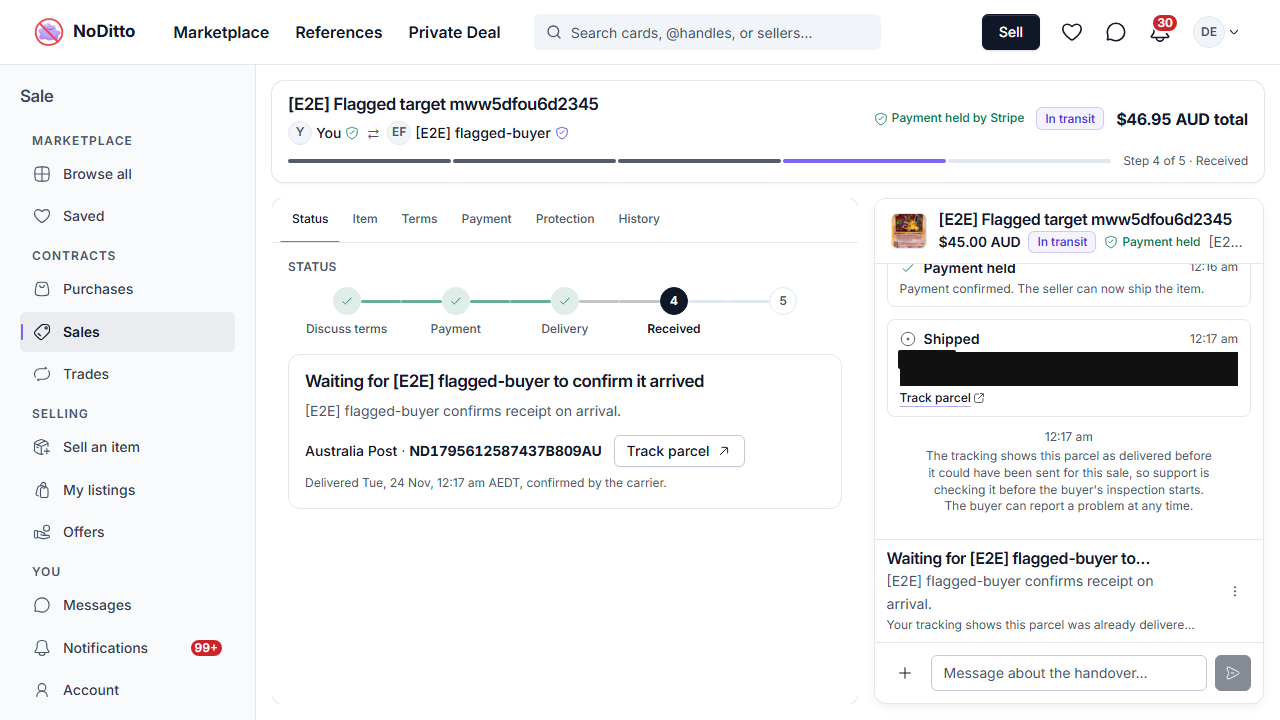 NoDitto
Marketplace
References
Private Deal
Search cards, @handles, or sellers...
Sell
30
DE
Sale
MARKETPLACE
Browse all
Saved
CONTRACTS
Purchases
Sales
Trades
SELLING
Sell an item
My listings
Offers
YOU
Messages
Notifications
99+
Account
[E2E] Flagged target mww5dfou6d2345
Y You EF [E2E] flagged-buyer
Payment held by Stripe
In transit
$46.95 AUD total
Step 4 of 5 · Received
Status
Item
Terms
Payment
Protection
History
STATUS
4
5
Discuss terms
Payment
Delivery
Received
Waiting for [E2E] flagged-buyer to confirm it arrived
[E2E] flagged-buyer confirms receipt on arrival.
Australia Post · ND1795612587437B809AU
Track parcel
Delivered Tue, 24 Nov, 12:17 am AEDT, confirmed by the carrier.
[E2E] Flagged target mww5dfou6d2345
$45.00 AUD
In transit
Payment held
[E2...
Payment held
12:16 am
Payment confirmed. The seller can now ship the item.
Shipped
12:17 am
Track parcel
12:17 am
The tracking shows this parcel as delivered before
it could have been sent for this sale, so support is
checking it before the buyer's inspection starts.
The buyer can report a problem at any time.
Waiting for [E2E] flagged-buyer to...
[E2E] flagged-buyer confirms receipt on
arrival.
Your tracking shows this parcel was already delivere...
Message about the handover...